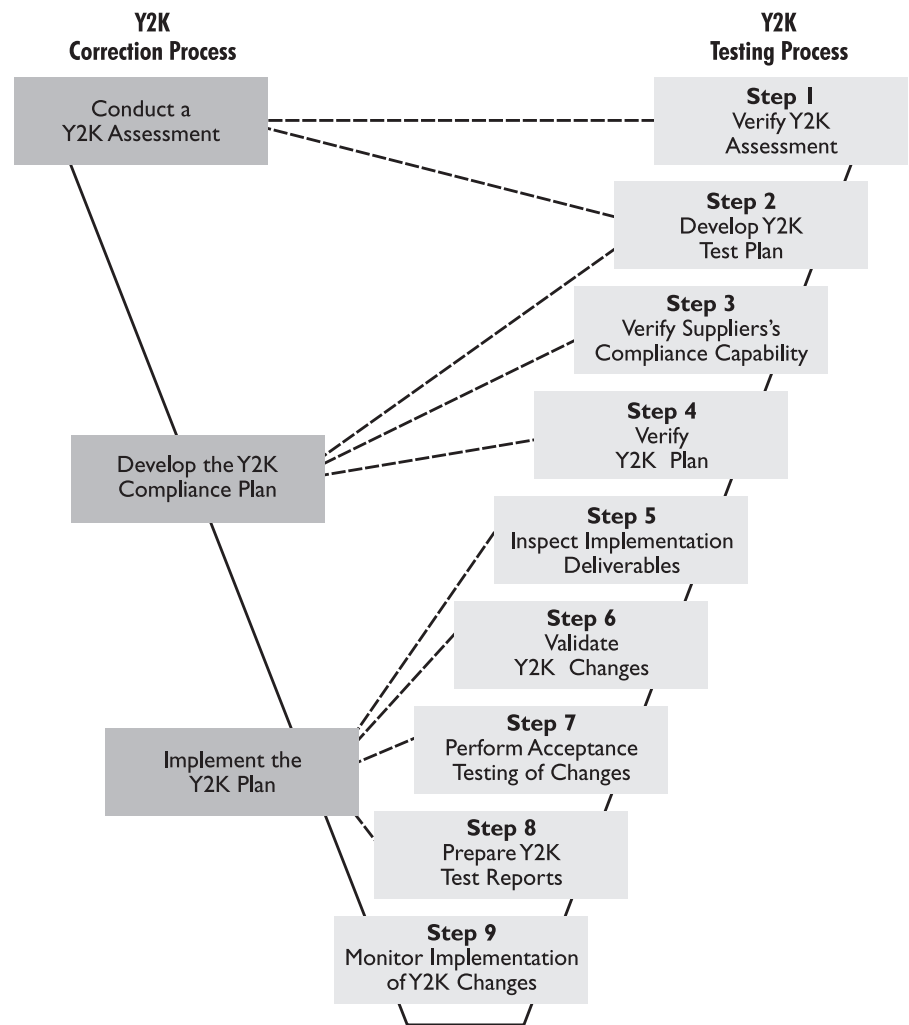 Y2K
Correction Process
Y2K
Testing Process
Conduct a
Y2K Assessment
Step 1
Verify Y2K
Assessment
Step 2
Develop Y2K
Test Plan
Step 3
Verify Suppliers's
Compliance Capability
Step 4
Verify
Y2K Plan
Develop the Y2K
Compliance Plan
Step 5
Inspect Implementation
Deliverables
Step 6
Validate
Y2K Changes
Step 7
Perform Acceptance
Testing of Changes
Implement the
Y2K Plan
Step 8
Prepare Y2K
Test Reports
Step 9
Monitor Implementation
of Y2K Changes